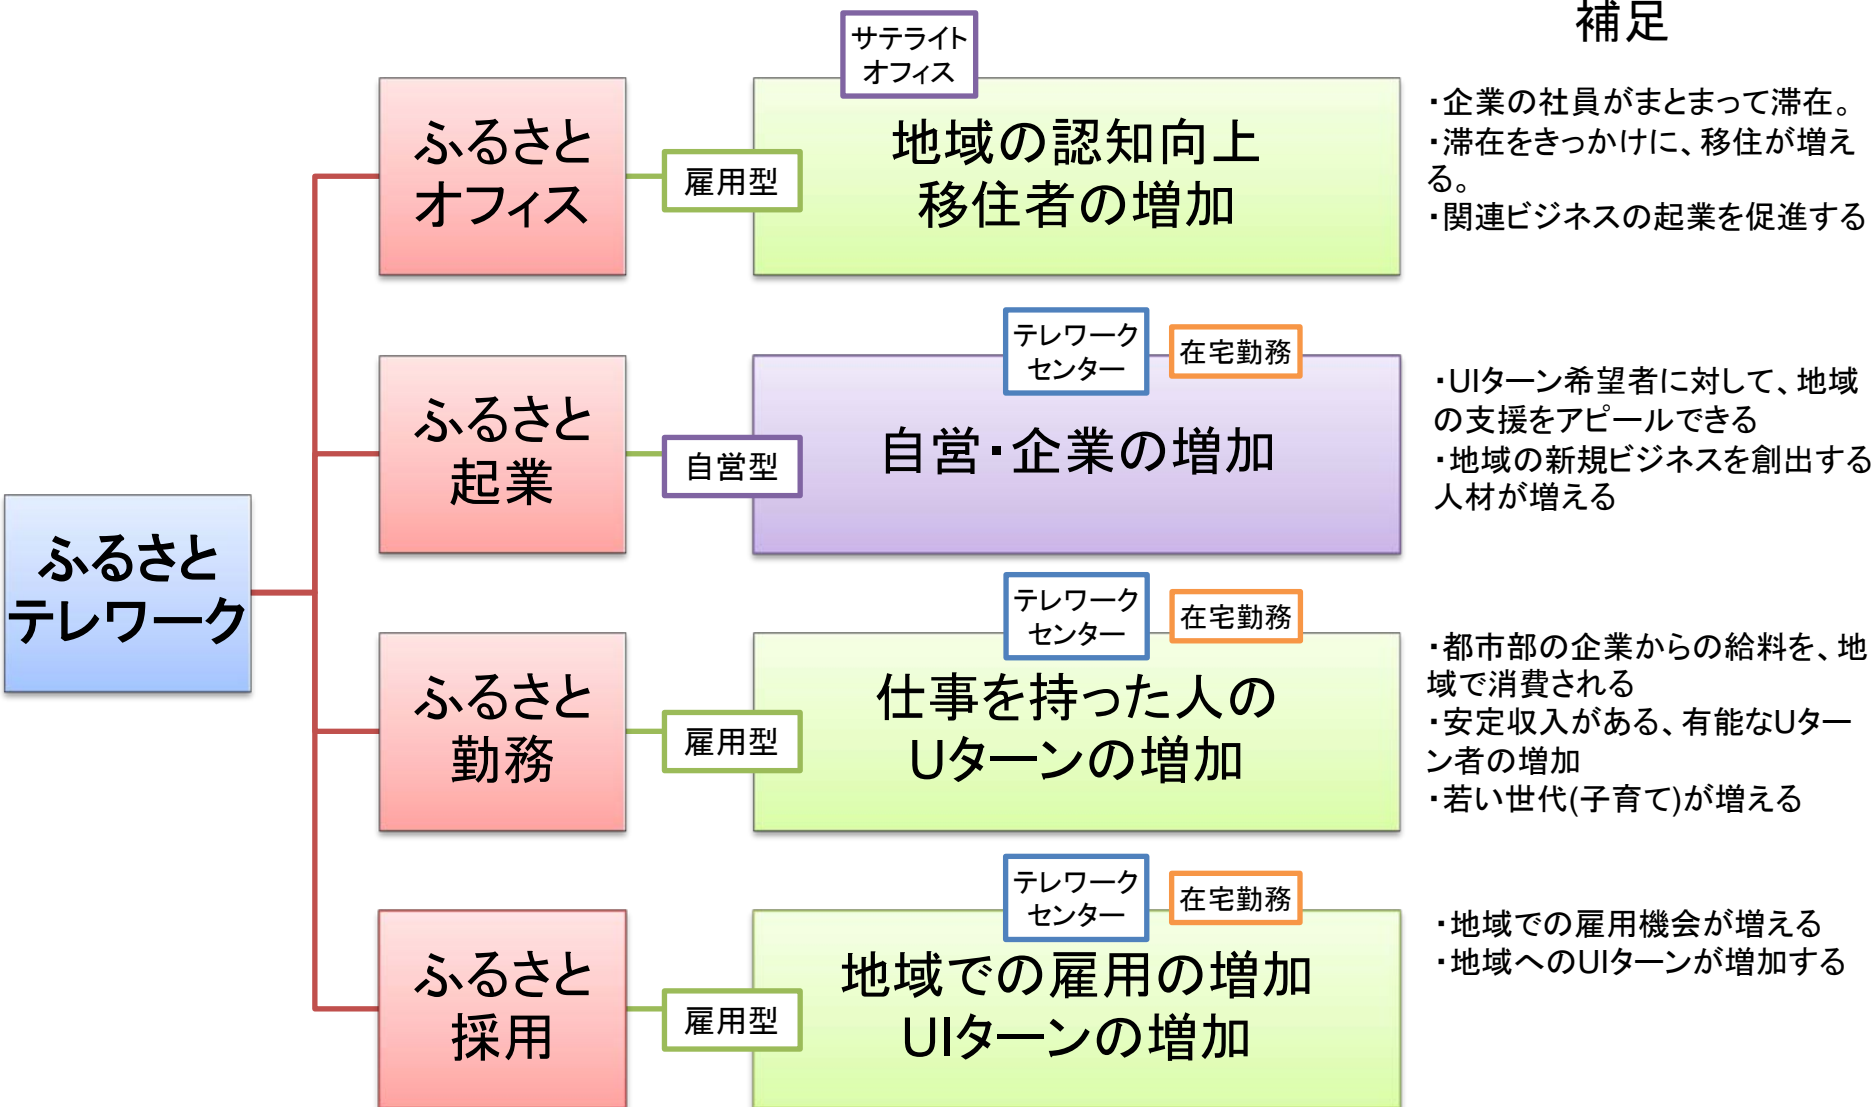 補足
サテライト
オフィス
ふるさと
オフィス
雇用型
地域の認知向上
移住者の増加
・企業の社員がまとまって滞在。
・滞在をきっかけに、移住が増え
る。
・関連ビジネスの起業を促進する
テレワーク
センター
在宅勤務
ふるさと
起業
自営型
自営・企業の増加
・UIターン希望者に対して、地域
の支援をアピールできる
・地域の新規ビジネスを創出する
人材が増える
ふるさと
テレワーク
テレワーク
センター
在宅勤務
ふるさと
勤務
雇用型
仕事を持った人の
Uターンの増加
・都市部の企業からの給料を、地
域で消費される
・安定収入がある、有能なUター
ン者の増加
・若い世代(子育て)が増える
テレワーク
センター
在宅勤務
ふるさと
採用
雇用型
地域での雇用の増加
UIターンの増加
・地域での雇用機会が増える
・地域へのUIターンが増加する